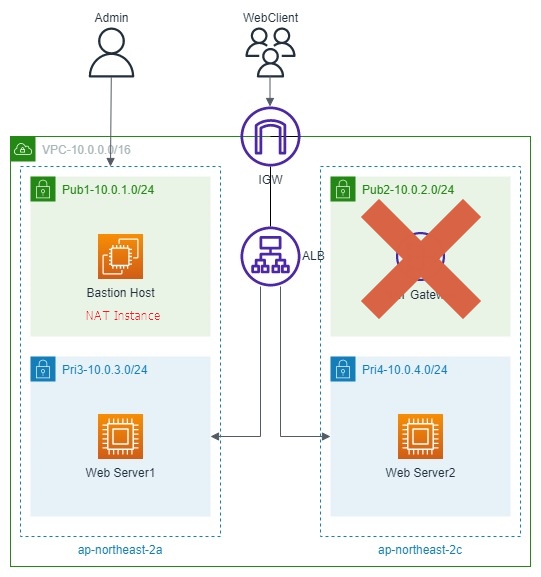 Admin
WebClient
VPC-10.0.0.0/16
IGW
Pub1-10.0.1.0/24
Pub2-10.0.2.0/24
ALB
Bastion Host
NAT Instance
Pri3-10.0.3.0/24
Pri4-10.0.4.0/24
Web Server1
Web Server2
ap-northeast-2a
ap-northeast-2c